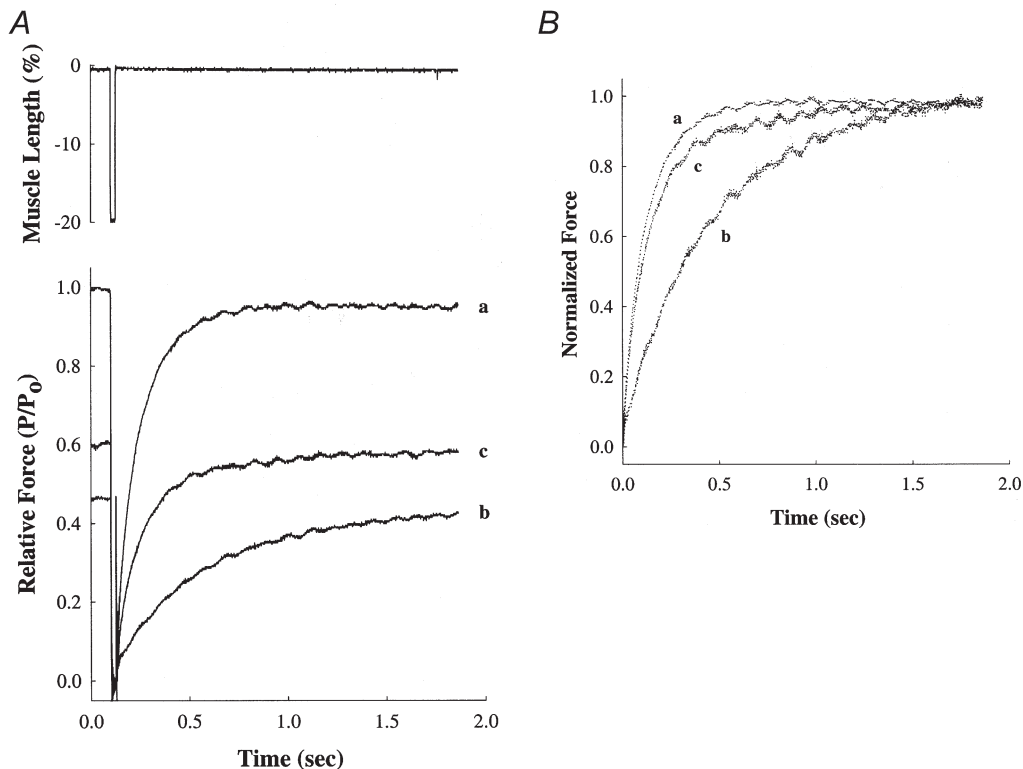 A
Muscle Length (%)
0
-10
-20
Relative Force (P/Po)
1.0
0.8
0.6
0.4
0.2
0.0
a
c
b
0.0 0.5 1.0 1.5 2.0
Time (sec)
B
Normalized Force
1.0
0.8
0.6
0.4
0.2
0.0
a
c
b
0.0 0.5 1.0 1.5 2.0
Time (sec)